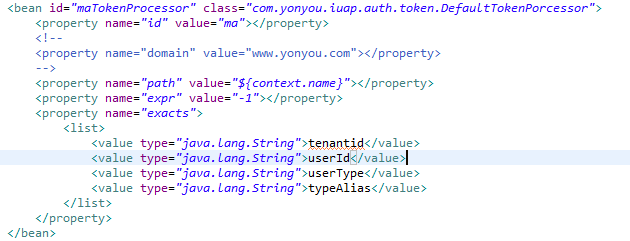 <bean id="maTokenProcessor" class="com.yonyou.iuap.auth.token.DefaultTokenPorcessor">
<property name="id" value="ma"></property>
<!--
<property name="domain" value="www.yonyou.com"></property>
-->
<property name="path" value="${context.name}"></property>
<property name="expr" value="-1"></property>
<property name="exacts">
<list>
<value type="java.lang.String">tenantid</value>
<value type="java.lang.String">userId</value>
<value type="java.lang.String">userType</value>
<value type="java.lang.String">typeAlias</value>
</list>
</property>
</bean>